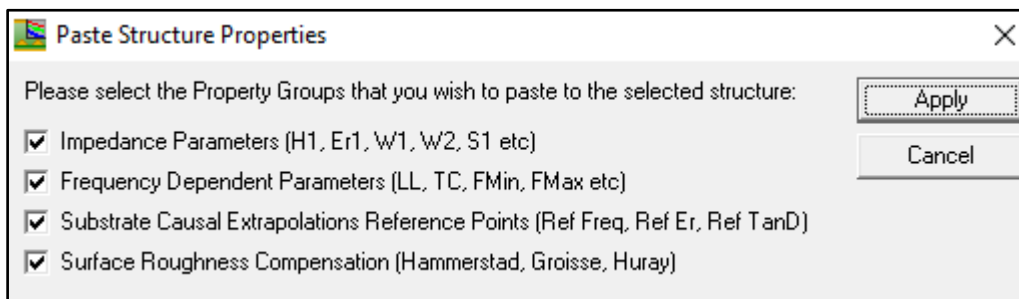 Paste Structure Properties
Please select the Property Groups that you wish to paste to the selected structure:
Apply
Impedance Parameters (H1, Er1, W1, W2, S1 etc)
Cancel
Frequency Dependent Parameters (LL, TC, FMin, FMax etc)
Substrate Causal Extrapolations Reference Points (Ref Freq, Ref Er, Ref TanD)
Surface Roughness Compensation (Hammerstad, Groisse, Huray)